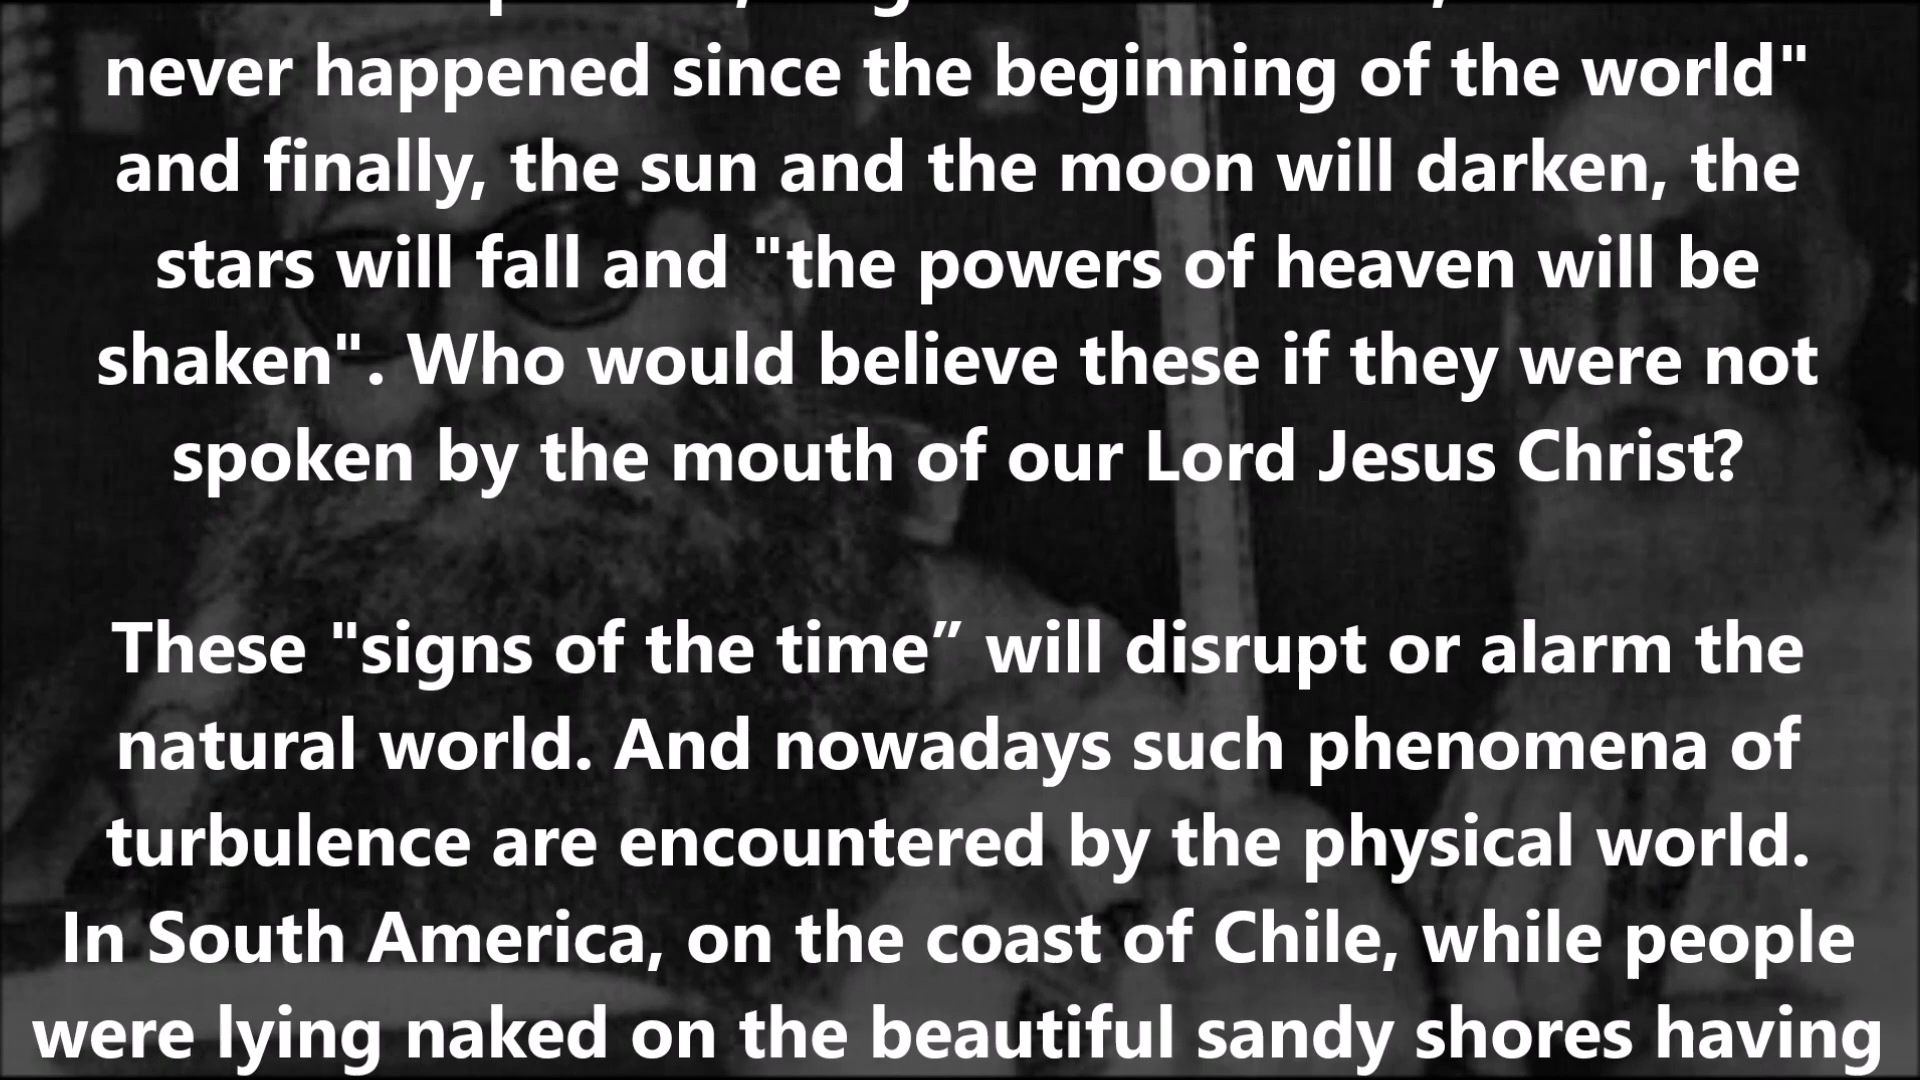 never happened since the beginning of the world"
and finally, the sun and the moon will darken, the
stars will fall and "the powers of heaven will be
shaken". Who would believe these if they were not
spoken by the mouth of our Lord Jesus Christ?
These "signs of the time” will disrupt or alarm the
natural world. And nowadays such phenomena of
turbulence are encountered by the physical world.
In South America, on the coast of Chile, while people
were lying naked on the beautiful sandy shores having